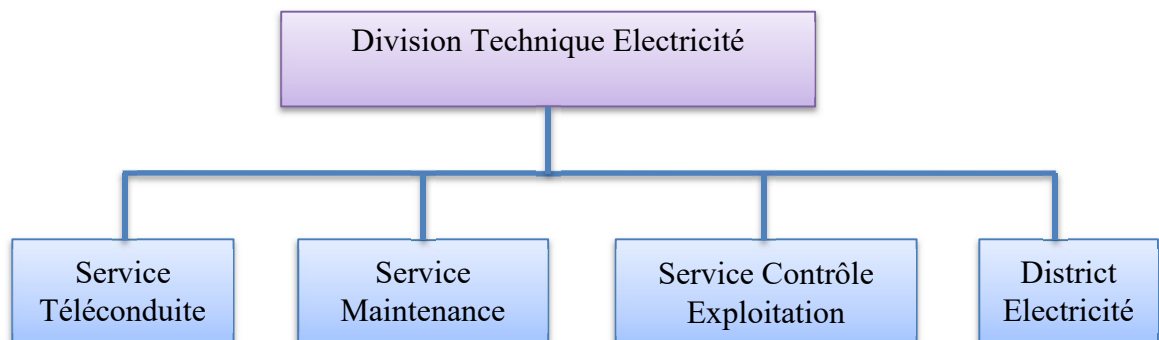 Division Technique Electricité
Service
Téléconduite
Service
Maintenance
Service Contrôle
Exploitation
District
Electricité